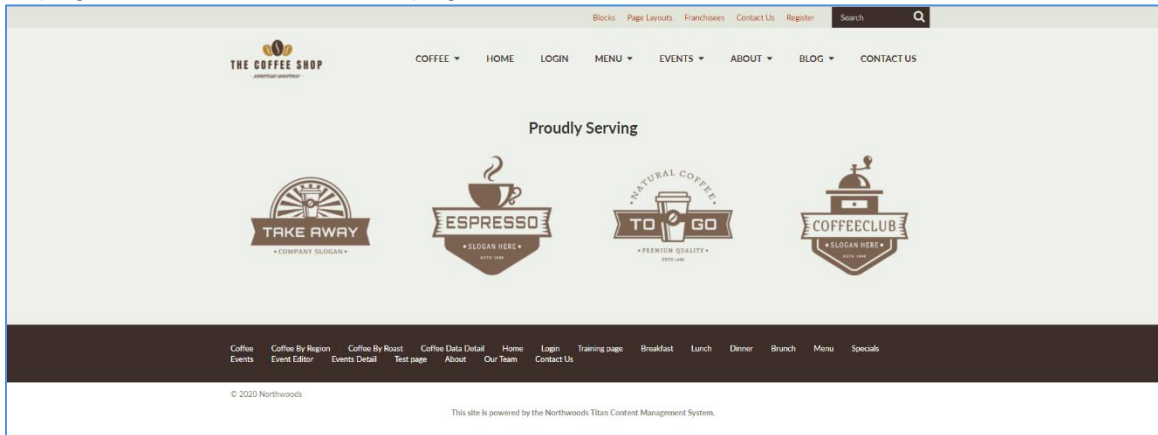 Blocks Page Layouts Franchisees Contact Us Register Search
THE COFFEE SHOP
COFFEE HOME LOGIN MENU EVENTS ABOUT BLOG CONTACT US
Proudly Serving
TAKE AWAY
• COMPANY SLOGAN •
ESPRESSO
• SLOGAN HERE •
• NATURAL COFFEE •
TO GO
• PREMIUM QUALITY •
COFFEECLUB
• SLOGAN HERE •
Coffee Coffee By Region Coffee By Roast Coffee Data Detail Home Login Training page Breakfast Lunch Dinner Brunch Menu Specials
Events Event Editor Events Detail Test page About Our Team Contact Us
© 2020 Northwoods
This site is powered by the Northwoods Titan Content Management System.